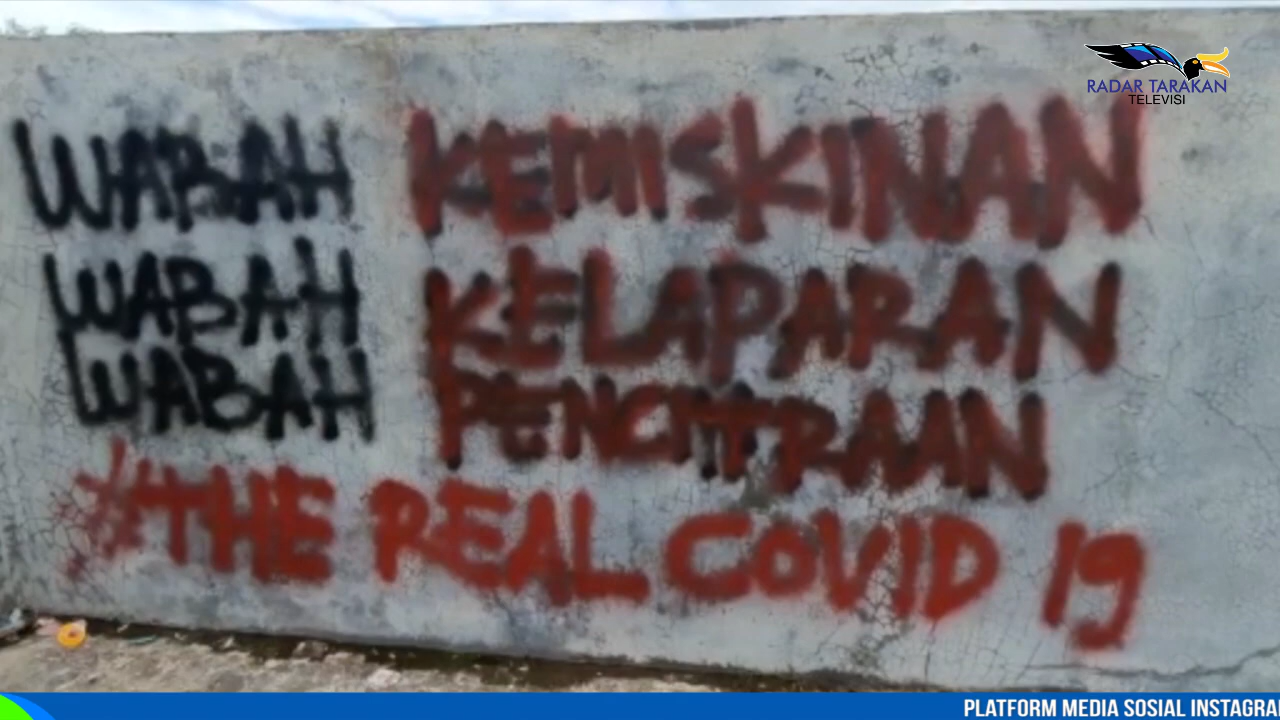 RADAR TARAKAN
TELEVISI
WABAH KEMISKINAN
WABAH KELAPARAN
WABAH PENCITRAAN
#THE REAL COVID 19
PLATFORM MEDIA SOSIAL INSTAGRA